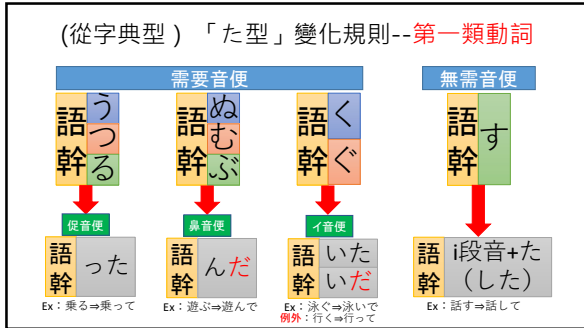 (從字典型) 「た型」變化規則--第一類動詞
需要音便
無需音便
語幹
う
つ
る
語幹
ぬ
む
ぶ
語幹
く
ぐ
語幹
す
促音便
鼻音便
イ音便
語幹
った
語幹
んだ
語幹
いた
いだ
語幹
i段音+た
(した)
Ex：乗る⇒乗って
Ex：遊ぶ⇒遊んで
Ex：泳ぐ⇒泳いで
例外：行く⇒行って
Ex：話す⇒話して